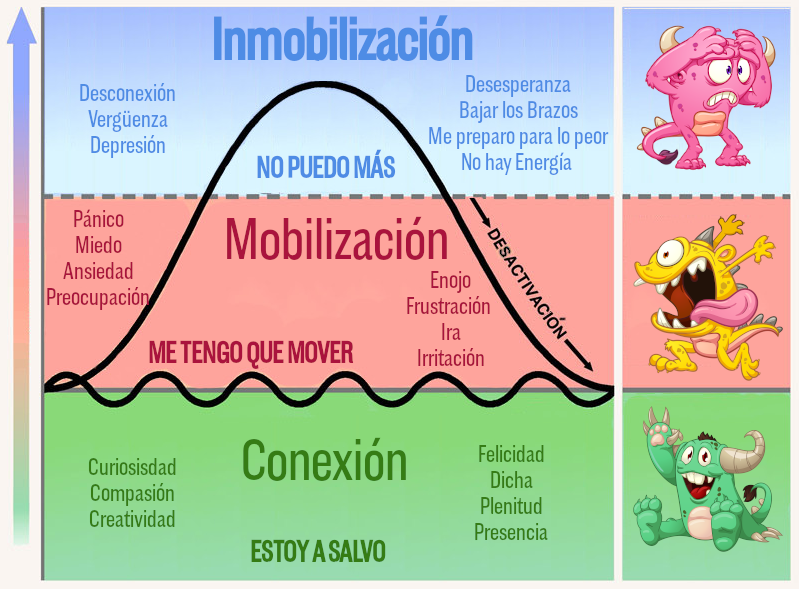 Inmobilización
Desconexión
Vergüenza
Depresión
Desesperanza
Bajar los Brazos
Me preparo para lo peor
No hay Energía
NO PUEDO MÁS
Mobilización
Pánico
Miedo
Ansiedad
Preocupación
DESACTIVACIÓN
Enojo
Frustración
Ira
Irritación
ME TENGO QUE MOVER
Conexión
Curiosisdad
Compasión
Creatividad
Felicidad
Dicha
Plenitud
Presencia
ESTOY A SALVO